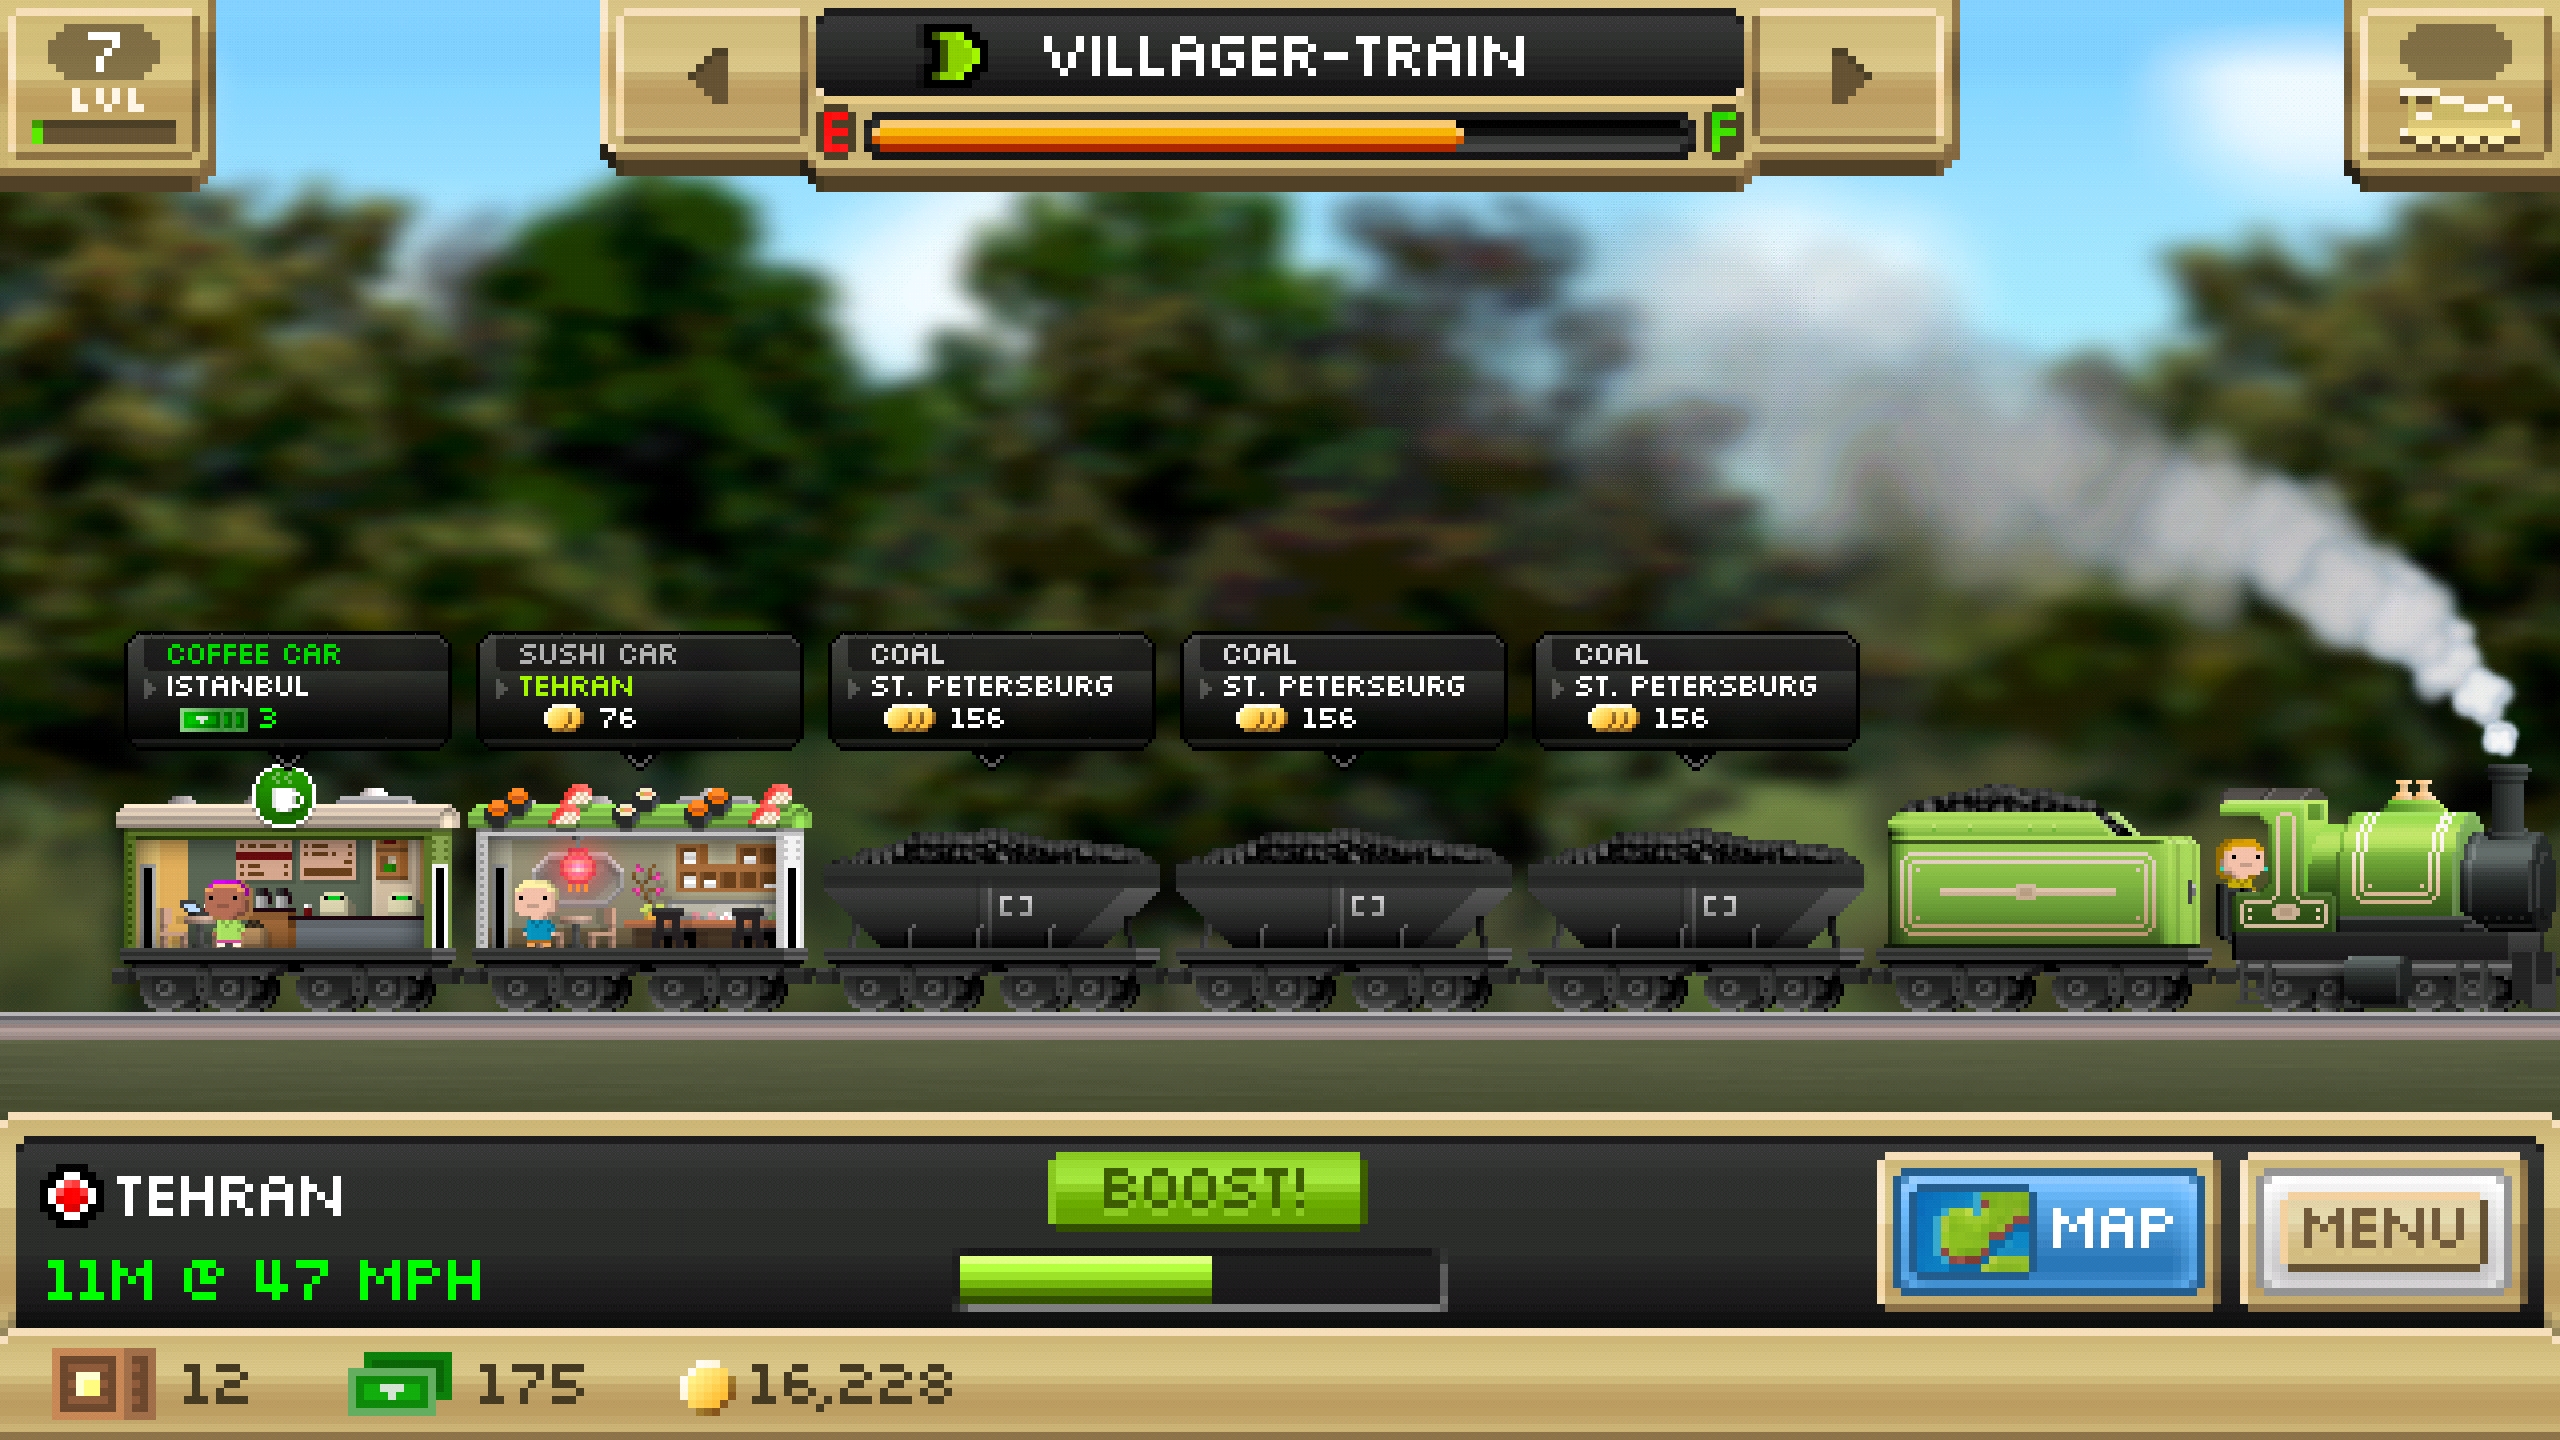 7
LVL
VILLAGER-TRAIN
E F
COFFEE CAR
ISTANBUL
3
SUSHI CAR
TEHRAN
76
COAL
ST. PETERSBURG
156
COAL
ST. PETERSBURG
156
COAL
ST. PETERSBURG
156
TEHRAN
11M @ 47 MPH
BOOST!
MAP
MENU
12
175
16,228